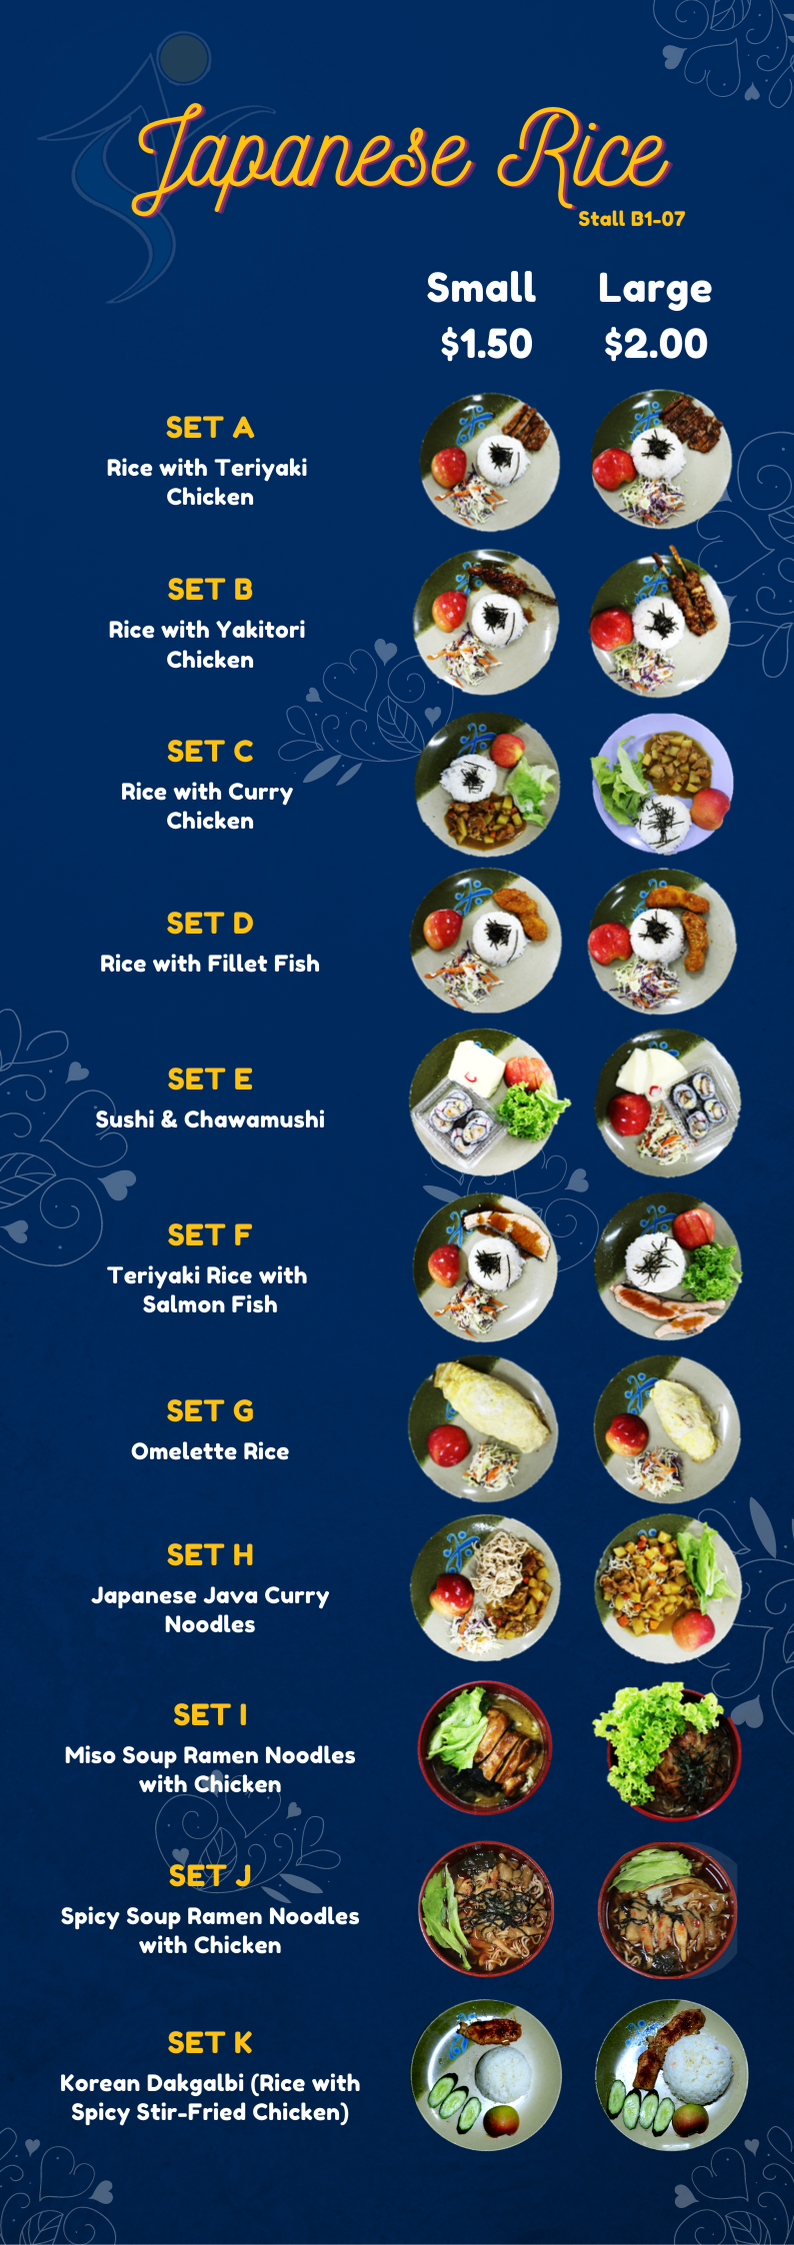 Japanese Rice
Stall B1-07
Small Large
$1.50 $2.00
SET A
Rice with Teriyaki
Chicken
SET B
Rice with Yakitori
Chicken
SET C
Rice with Curry
Chicken
SET D
Rice with Fillet Fish
SET E
Sushi & Chawamushi
SET F
Teriyaki Rice with
Salmon Fish
SET G
Omelette Rice
SET H
Japanese Java Curry
Noodles
SET I
Miso Soup Ramen Noodles
with Chicken
SET J
Spicy Soup Ramen Noodles
with Chicken
SET K
Korean Dakgalbi (Rice with
Spicy Stir-Fried Chicken)